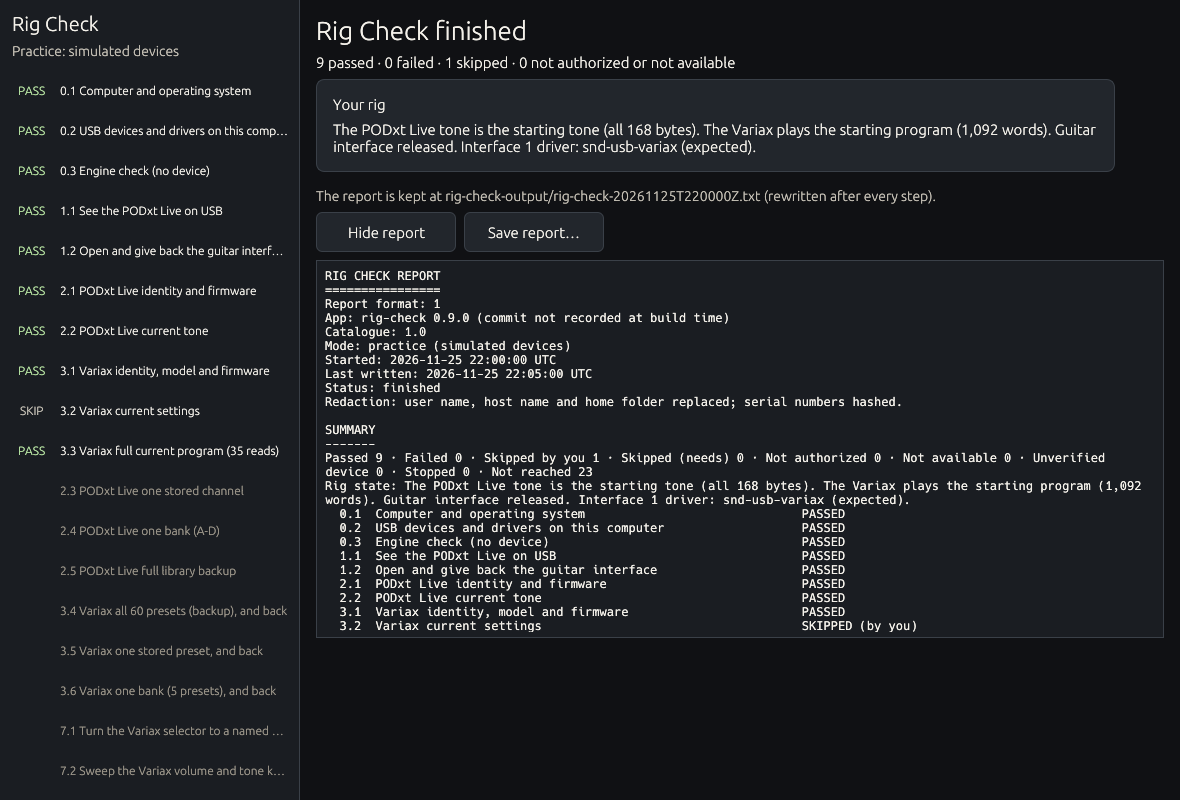 Rig Check
Practice: simulated devices
PASS 0.1 Computer and operating system
PASS 0.2 USB devices and drivers on this comp…
PASS 0.3 Engine check (no device)
PASS 1.1 See the PODxt Live on USB
PASS 1.2 Open and give back the guitar interf…
PASS 2.1 PODxt Live identity and firmware
PASS 2.2 PODxt Live current tone
PASS 3.1 Variax identity, model and firmware
SKIP 3.2 Variax current settings
PASS 3.3 Variax full current program (35 reads)
2.3 PODxt Live one stored channel
2.4 PODxt Live one bank (A-D)
2.5 PODxt Live full library backup
3.4 Variax all 60 presets (backup), and back
3.5 Variax one stored preset, and back
3.6 Variax one bank (5 presets), and back
7.1 Turn the Variax selector to a named …
7.2 Sweep the Variax volume and tone k…
Rig Check finished
9 passed · 0 failed · 1 skipped · 0 not authorized or not available
Your rig
The PODxt Live tone is the starting tone (all 168 bytes). The Variax plays the starting program (1,092 words). Guitar
interface released. Interface 1 driver: snd-usb-variax (expected).
The report is kept at rig-check-output/rig-check-20261125T220000Z.txt (rewritten after every step).
Hide report Save report…
RIG CHECK REPORT
================
Report format: 1
App: rig-check 0.9.0 (commit not recorded at build time)
Catalogue: 1.0
Mode: practice (simulated devices)
Started: 2026-11-25 22:00:00 UTC
Last written: 2026-11-25 22:05:00 UTC
Status: finished
Redaction: user name, host name and home folder replaced; serial numbers hashed.
SUMMARY
-------
Passed 9 · Failed 0 · Skipped by you 1 · Skipped (needs) 0 · Not authorized 0 · Not available 0 · Unverified
device 0 · Stopped 0 · Not reached 23
Rig state: The PODxt Live tone is the starting tone (all 168 bytes). The Variax plays the starting program (1,092
words). Guitar interface released. Interface 1 driver: snd-usb-variax (expected).
0.1 Computer and operating system PASSED
0.2 USB devices and drivers on this computer PASSED
0.3 Engine check (no device) PASSED
1.1 See the PODxt Live on USB PASSED
1.2 Open and give back the guitar interface PASSED
2.1 PODxt Live identity and firmware PASSED
2.2 PODxt Live current tone PASSED
3.1 Variax identity, model and firmware PASSED
3.2 Variax current settings SKIPPED (by you)